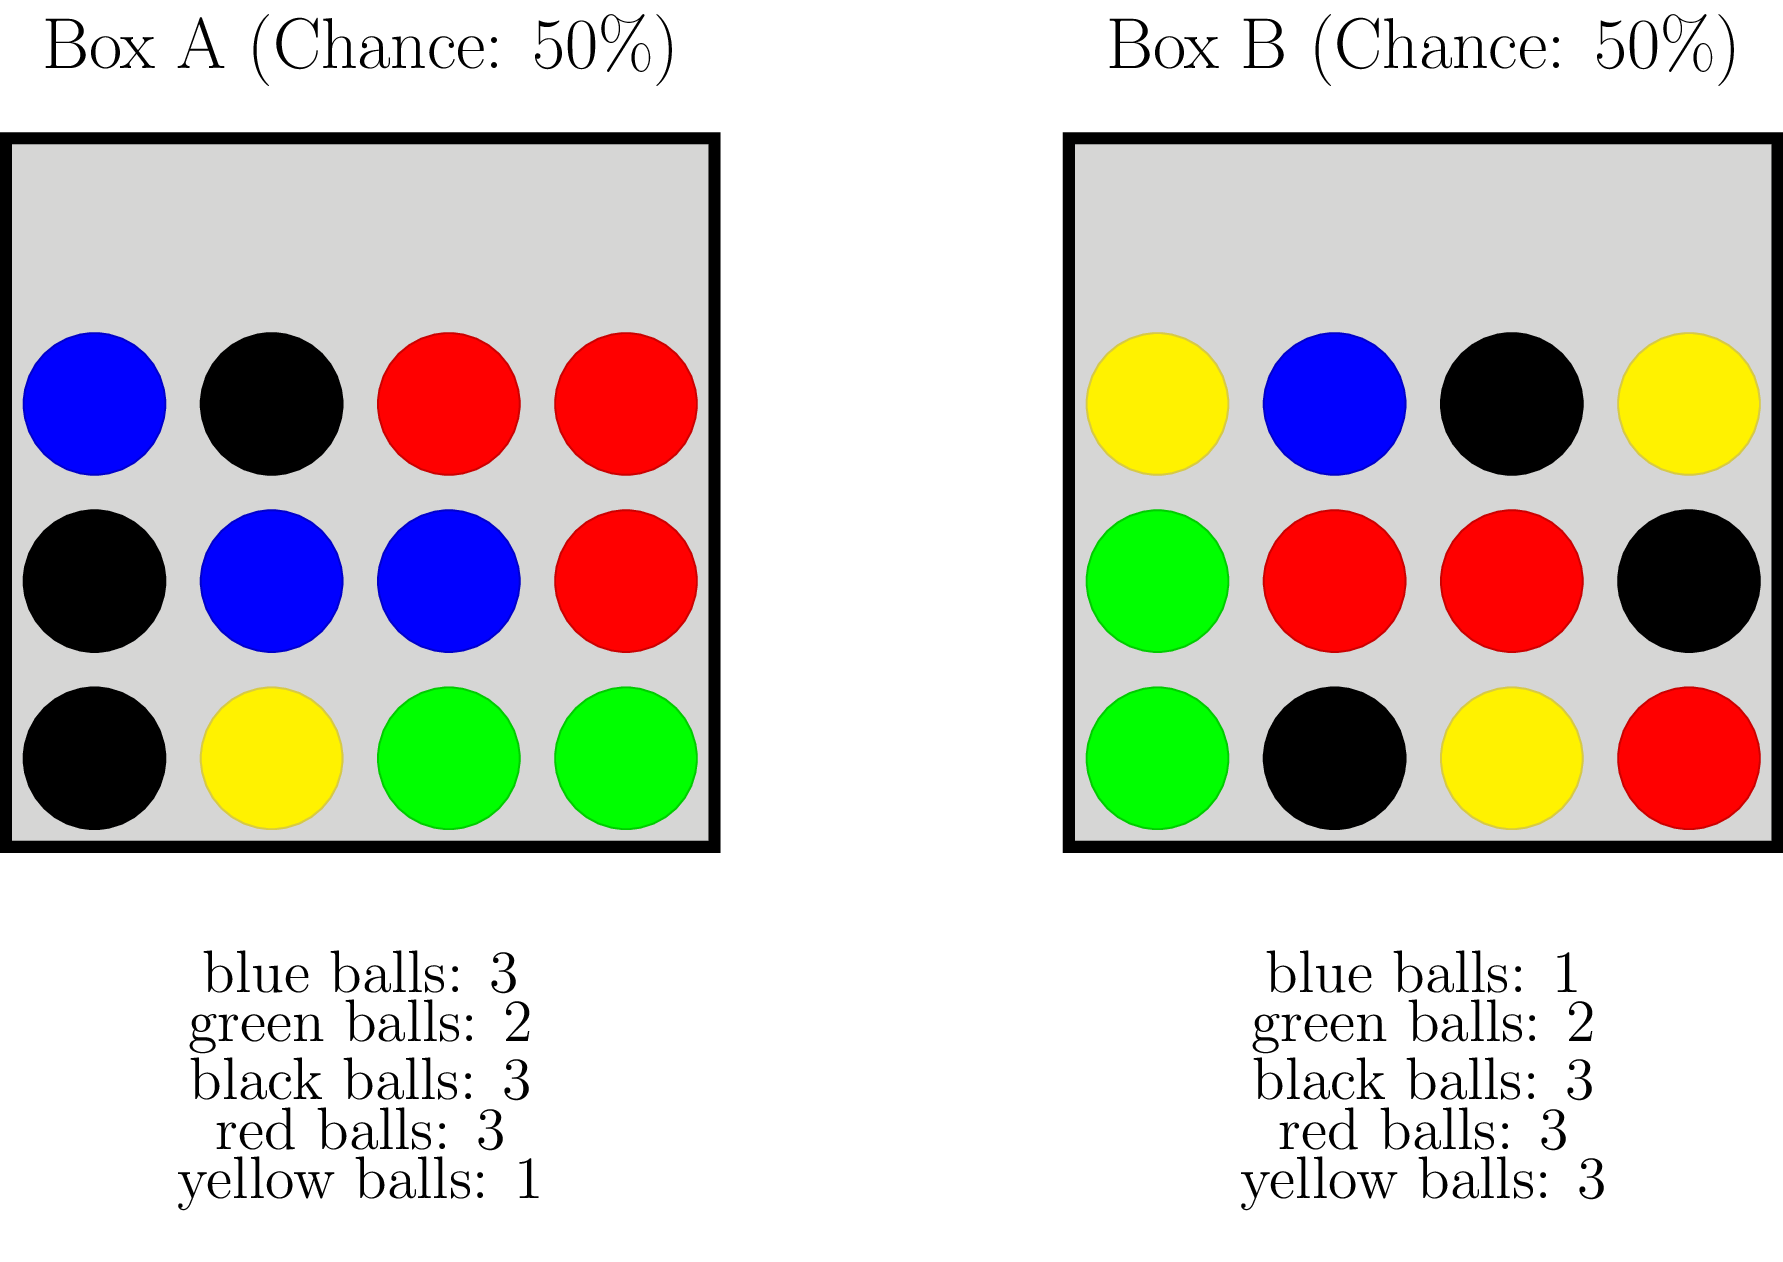 Box A (Chance: 50%)
Box B (Chance: 50%)
blue balls: 3
green balls: 2
black balls: 3
red balls: 3
yellow balls: 1
blue balls: 1
green balls: 2
black balls: 3
red balls: 3
yellow balls: 3